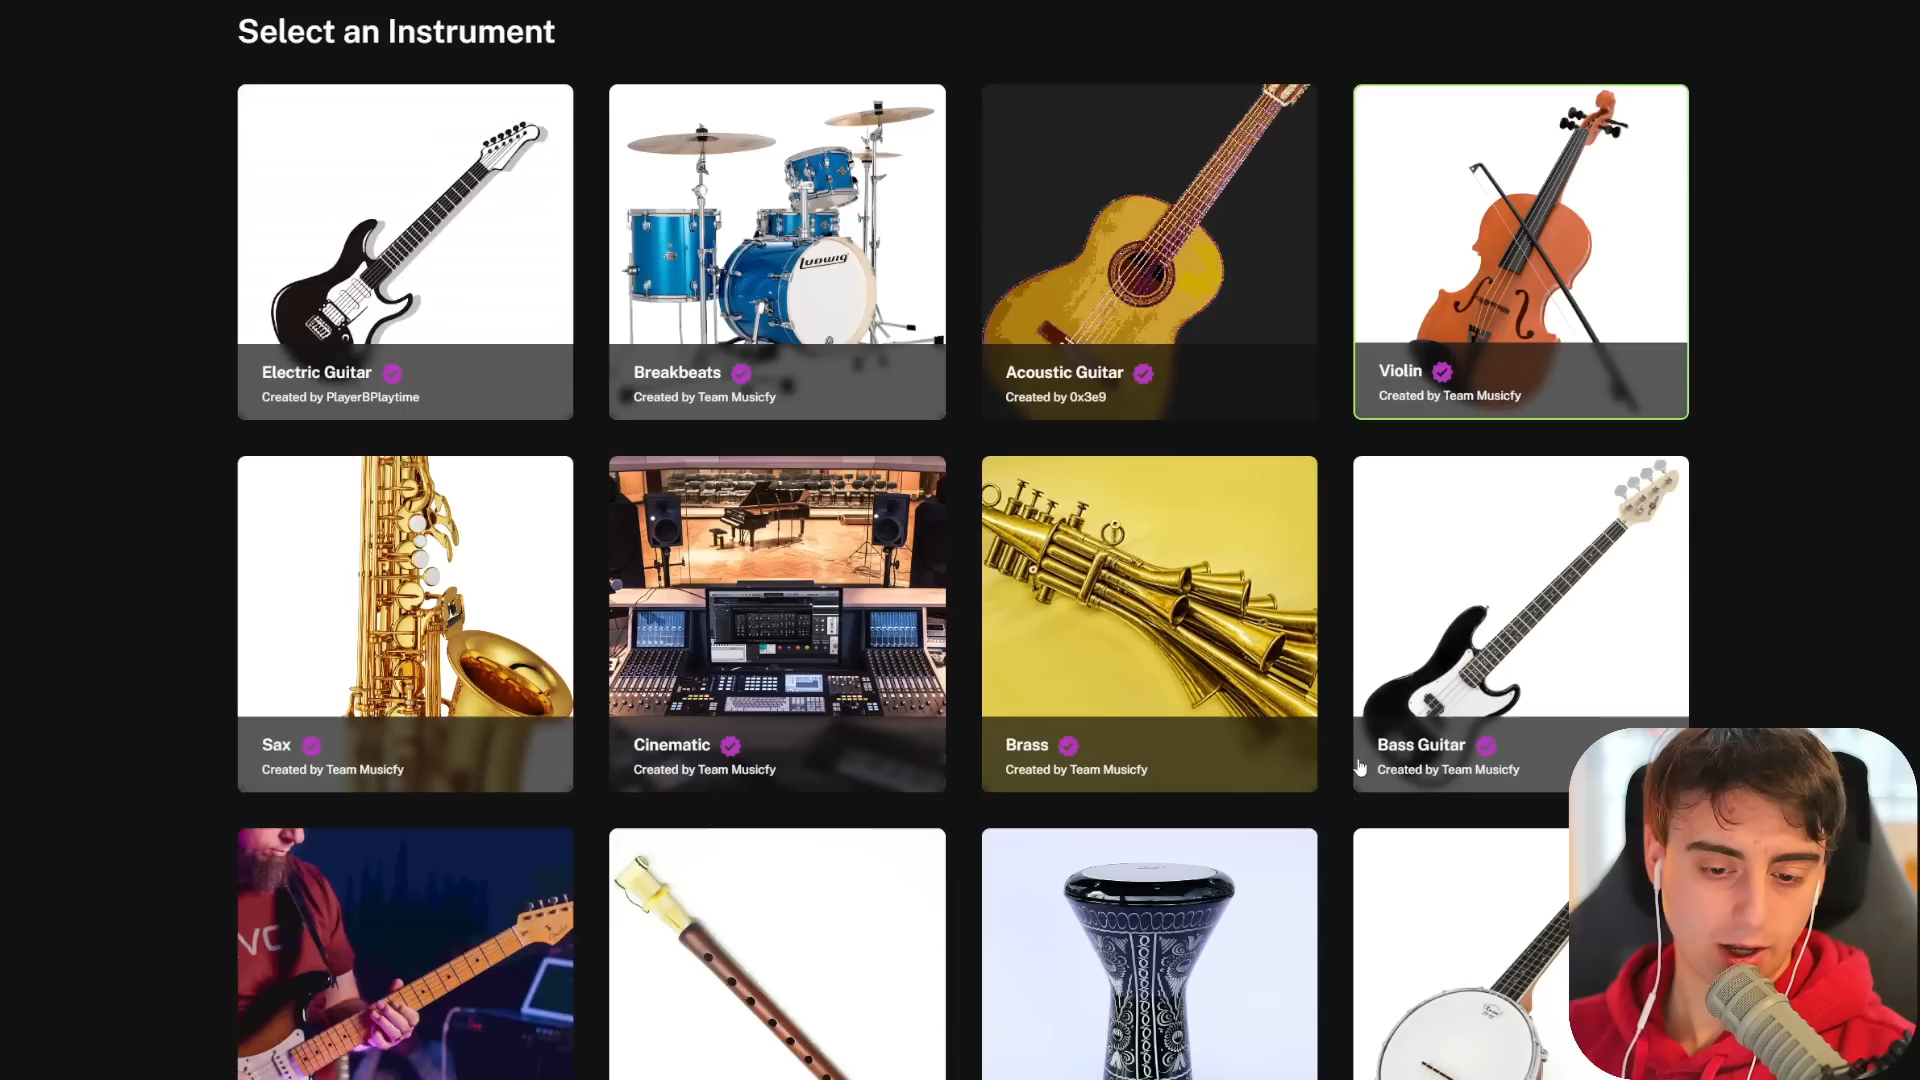 Select an Instrument
Electric Guitar
Created by PlayerBPlaytime
Ludwig
Breakbeats
Created by Team Musicfy
Acoustic Guitar
Created by 0x3e9
Violin
Created by Team Musicfy
Sax
Created by Team Musicfy
Cinematic
Created by Team Musicfy
Brass
Created by Team Musicfy
Bass Guitar
Created by Team Musicfy
VC